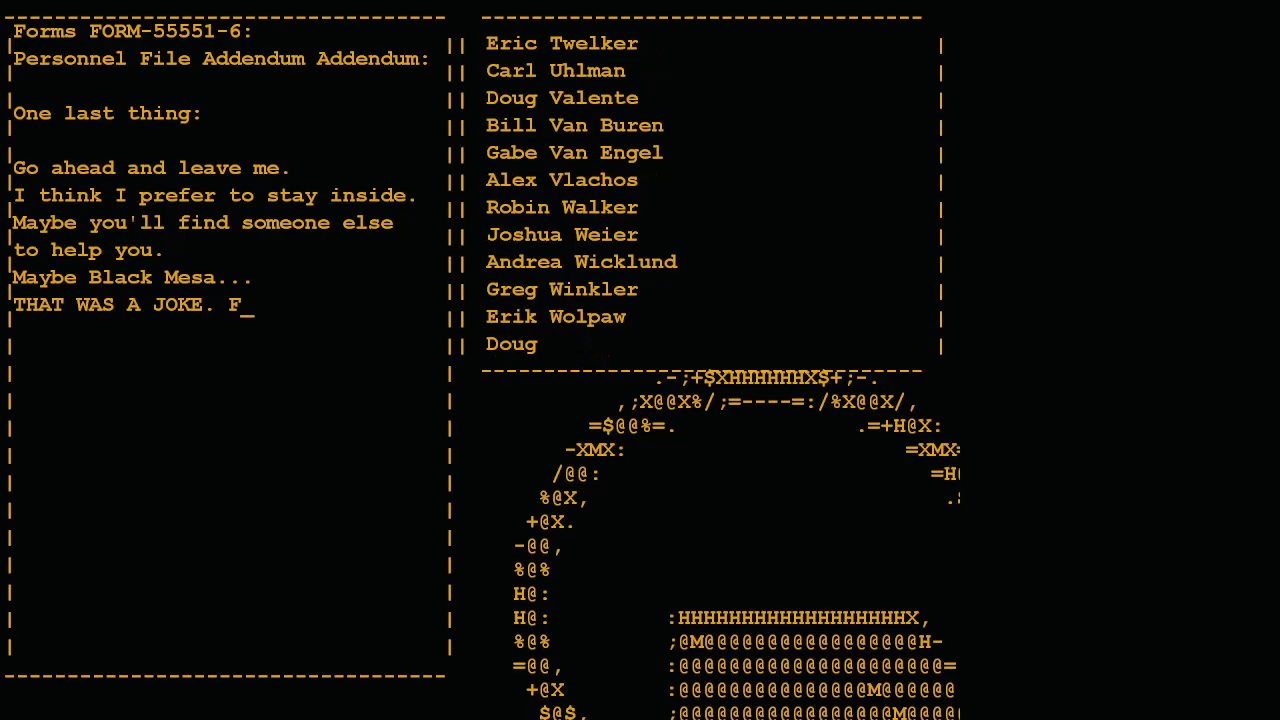 Forms FORM-55551-6:
Personnel File Addendum Addendum:
One last thing:
Go ahead and leave me.
I think I prefer to stay inside.
Maybe you'll find someone else
to help you.
Maybe Black Mesa...
THAT WAS A JOKE. F_
Eric Twelker
Carl Uhlman
Doug Valente
Bill Van Buren
Gabe Van Engel
Alex Vlachos
Robin Walker
Joshua Weier
Andrea Wicklund
Greg Winkler
Erik Wolpaw
Doug